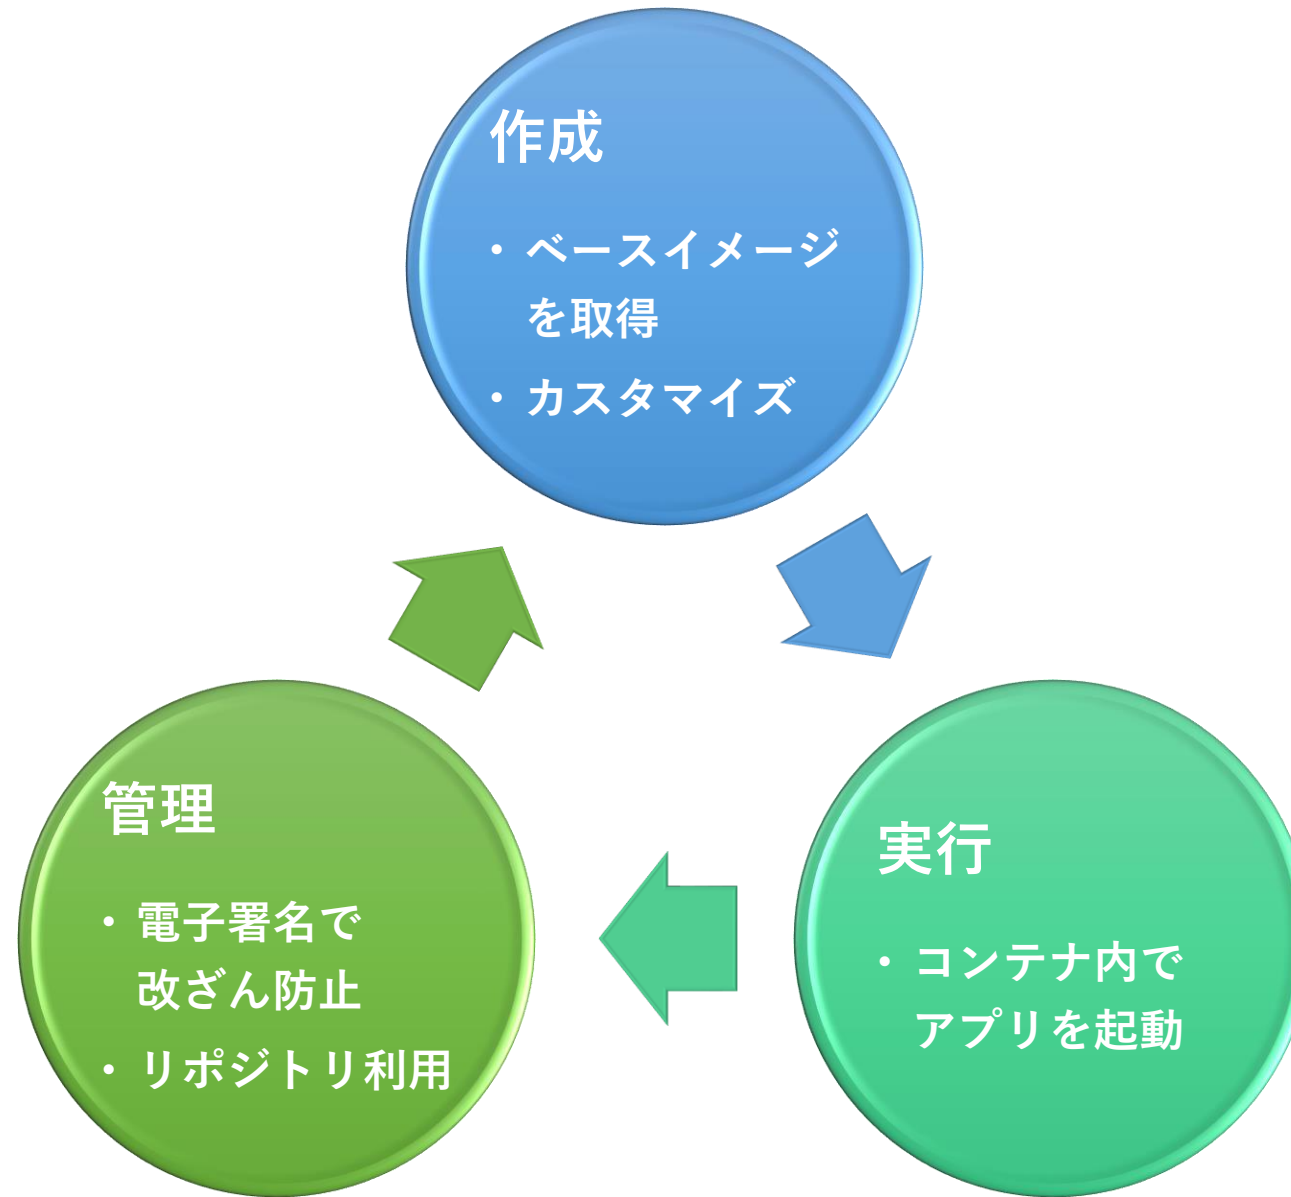 作成
・ベースイメージ
を取得
・カスタマイズ
実行
・コンテナ内で
アプリを起動
管理
・電子署名で
改ざん防止
・リポジトリ利用